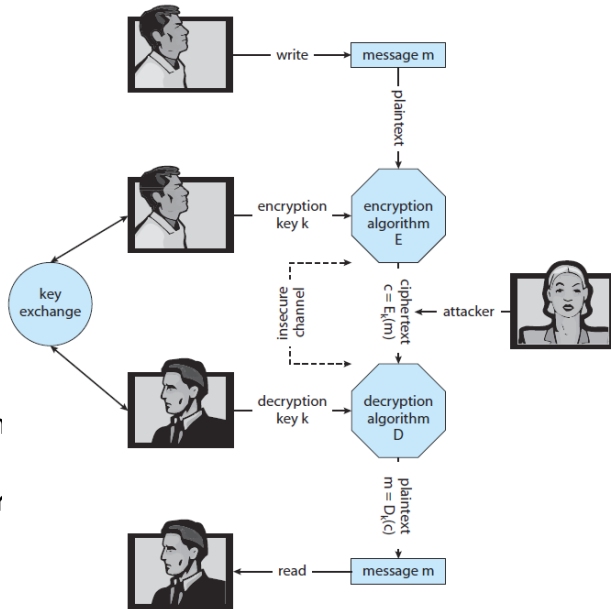 write
message m
plaintext
encryption
key k
encryption
algorithm
E
key
exchange
insecure
channel
ciphertext
c = Eₖ(m)
attacker
decryption
key k
decryption
algorithm
D
plaintext
m = Dₖ(c)
read
message m